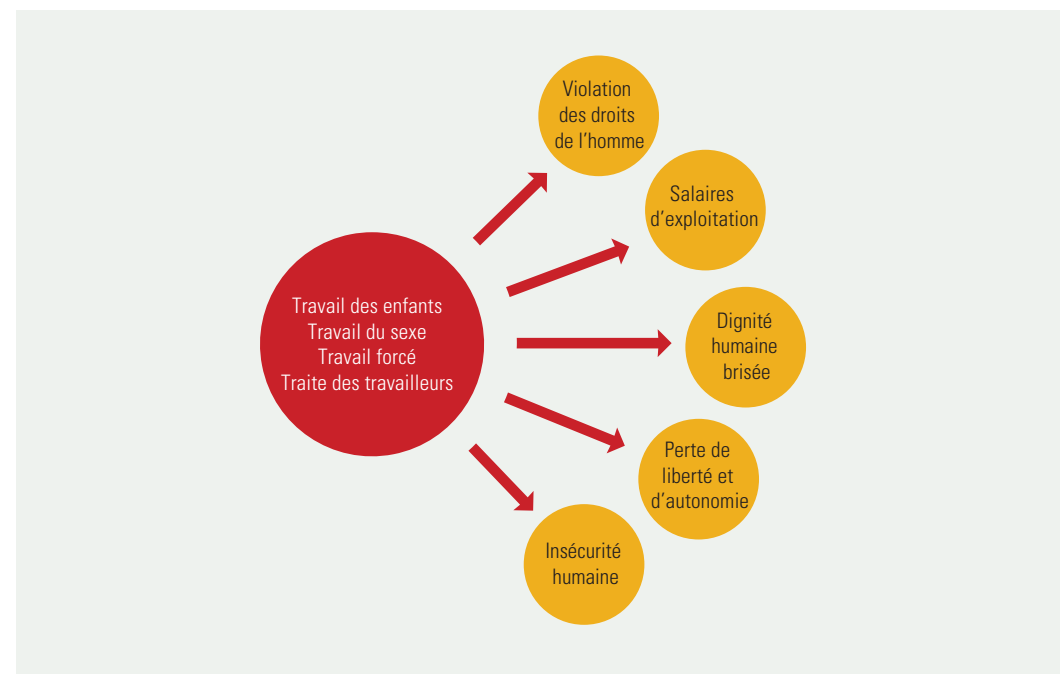 Violation
des droits
de l'homme
Salaires
d'exploitation
Travail des enfants
Travail du sexe
Travail forcé
Traite des travailleurs
Dignité
humaine
brisée
Perte de
liberté et
d'autonomie
Insécurité
humaine